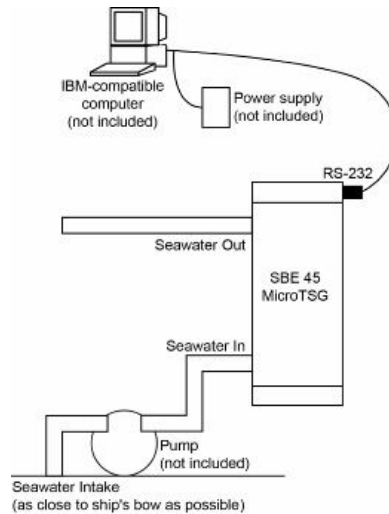 IBM-compatible
computer
(not included)
Power supply
(not included)
RS-232
Seawater Out
SBE 45
MicroTSG
Seawater In
Pump
(not included)
Seawater Intake
(as close to ship's bow as possible)